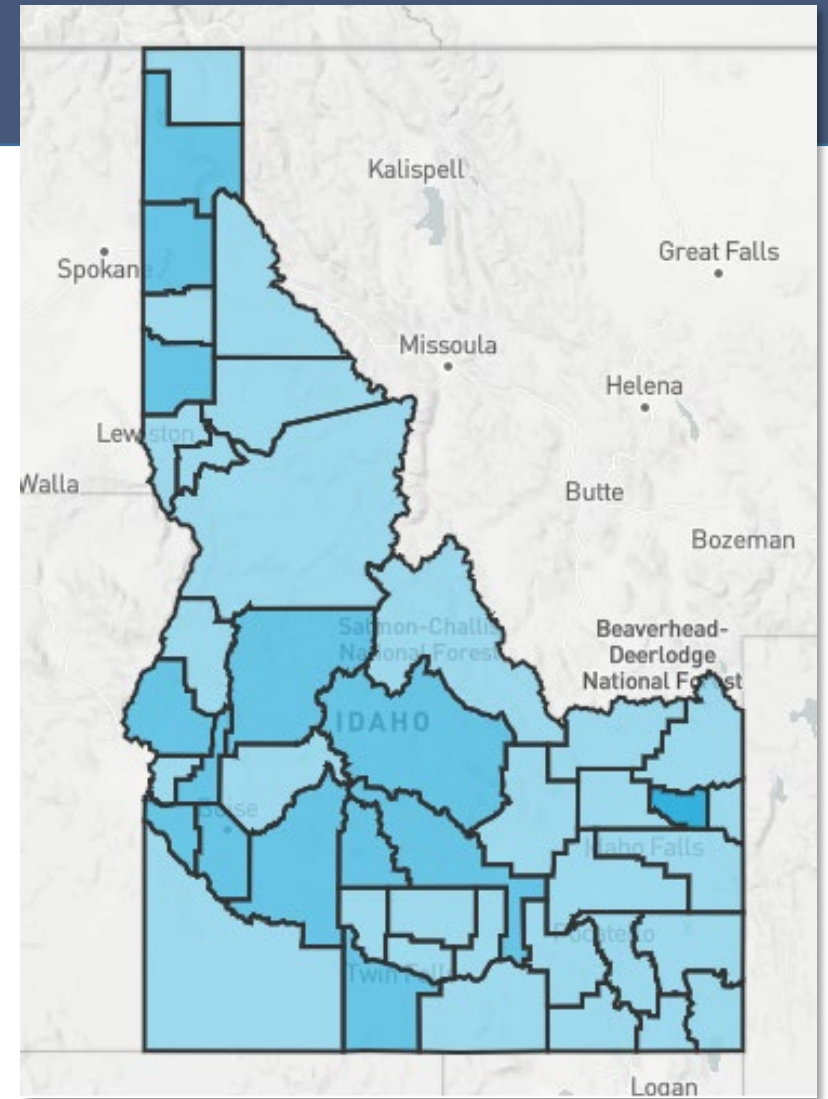 Kalispell
Great Falls
Spokane
Missoula
Helena
Lewiston
Walla
Butte
Bozeman
Salmon-Challis
National Forest
Beaverhead-
Deerlodge
National Forest
IDAHO
Boise
Idaho Falls
Pocatello
Twin Falls
Logan